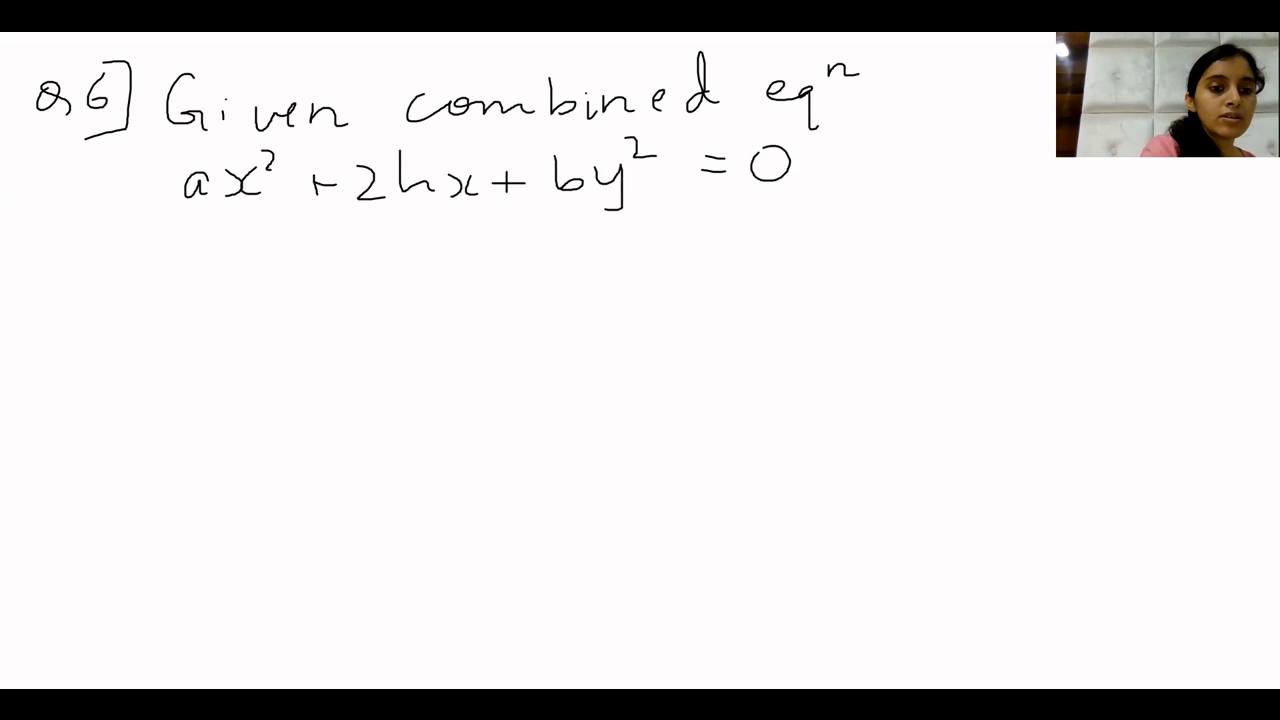 Q6] Given combined eqⁿ
ax² + 2hx + by² = 0